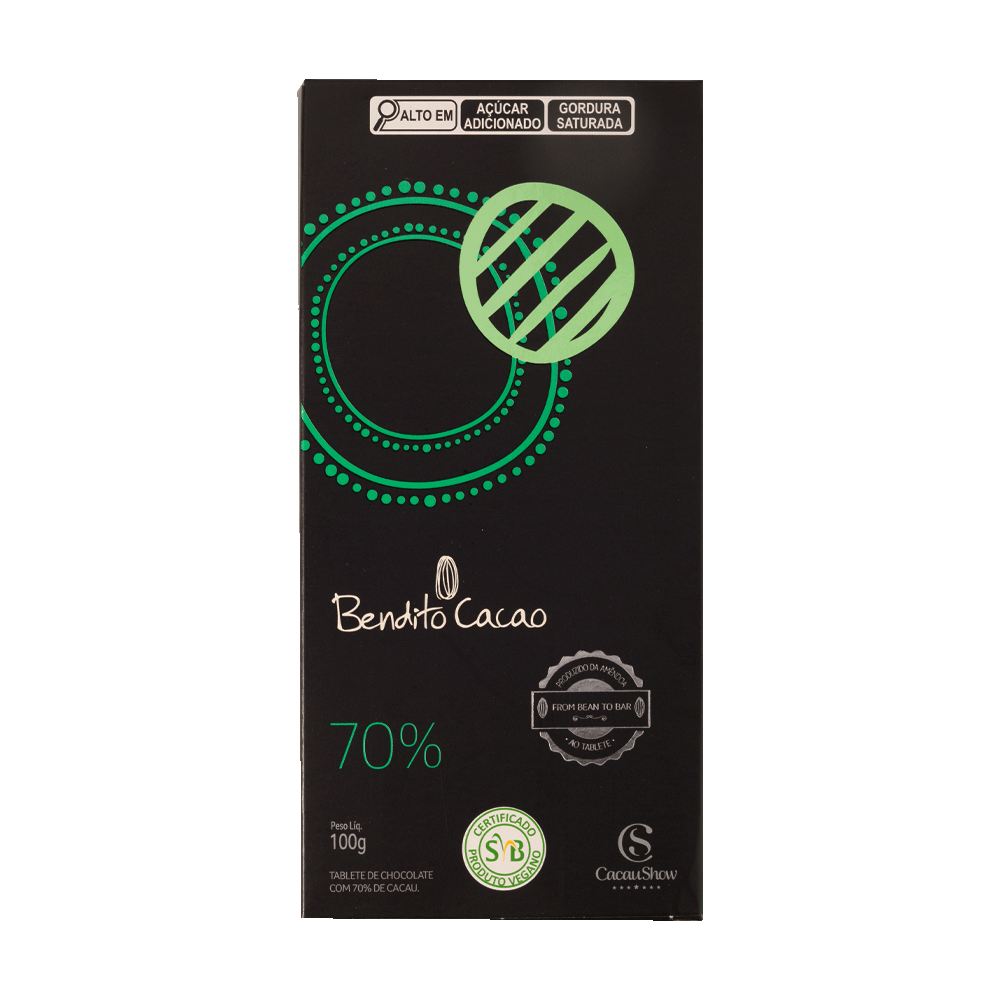 ALTO EM
AÇÚCAR
ADICIONADO
GORDURA
SATURADA
Bendito Cacao
PRODUZIDO DA AMÊNDOA
FROM BEAN TO BAR
• AO TABLETE •
70%
Peso Líq.
100g
TABLETE DE CHOCOLATE
COM 70% DE CACAU.
CERTIFICADO
SVB
PRODUTO VEGANO
CS
CacauShow